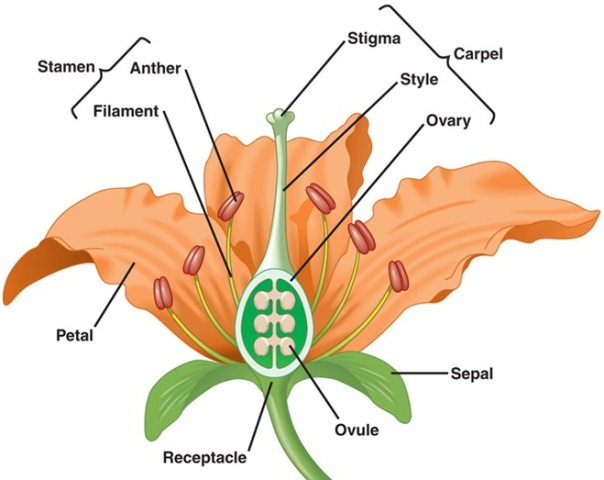 Stigma
Carpel
Stamen
Anther
Style
Filament
Ovary
Petal
Sepal
Ovule
Receptacle